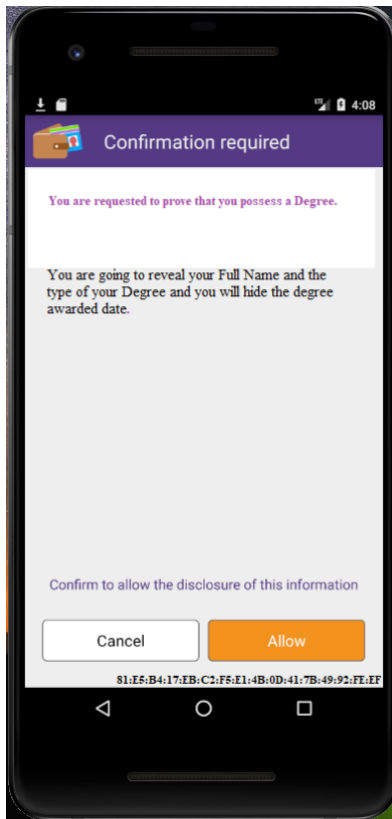 LTE 4:08
Confirmation required
You are requested to prove that you possess a Degree.
You are going to reveal your Full Name and the
type of your Degree and you will hide the degree
awarded date.
Confirm to allow the disclosure of this information
Cancel Allow
81:E5:B4:17:EB:C2:F5:E1:4B:0D:41:7B:49:92:FE:EF